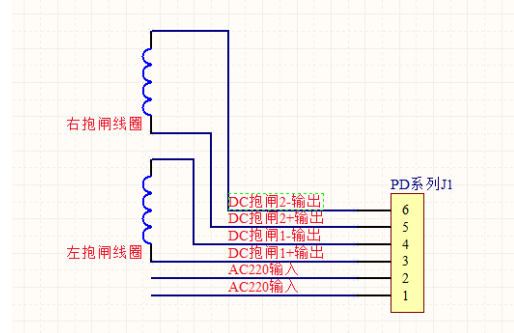 右抱闸线圈
PD系列J1
DC抱闸2-输出
6
DC抱闸2+输出
5
DC抱闸1-输出
4
左抱闸线圈
DC抱闸1+输出
3
AC220输入
2
AC220输入
1